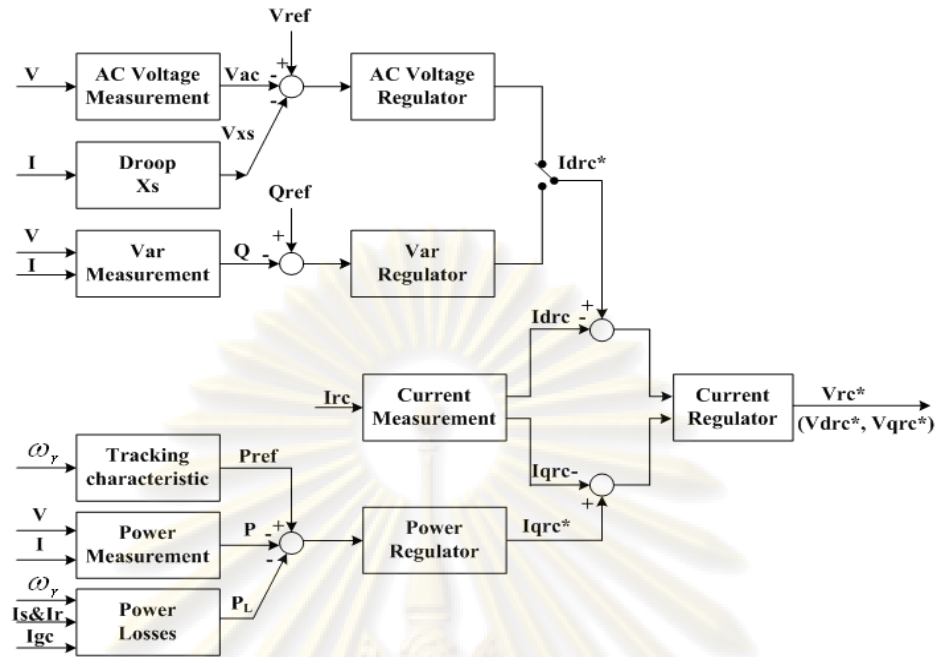 Vref
V
AC Voltage
Measurement
Vac
+
-
-
AC Voltage
Regulator
Vxs
I
Droop
Xs
Idrc*
Qref
V
I
Var
Measurement
Q
+
-
Var
Regulator
Idrc
+
-
Irc
Current
Measurement
Current
Regulator
Vrc*
(Vdrc*, Vqrc*)
ωr
Tracking
characteristic
Pref
Iqrc
-
+
V
I
Power
Measurement
P
+
-
-
Power
Regulator
Iqrc*
ωr
Is&Ir
Igc
Power
Losses
PL